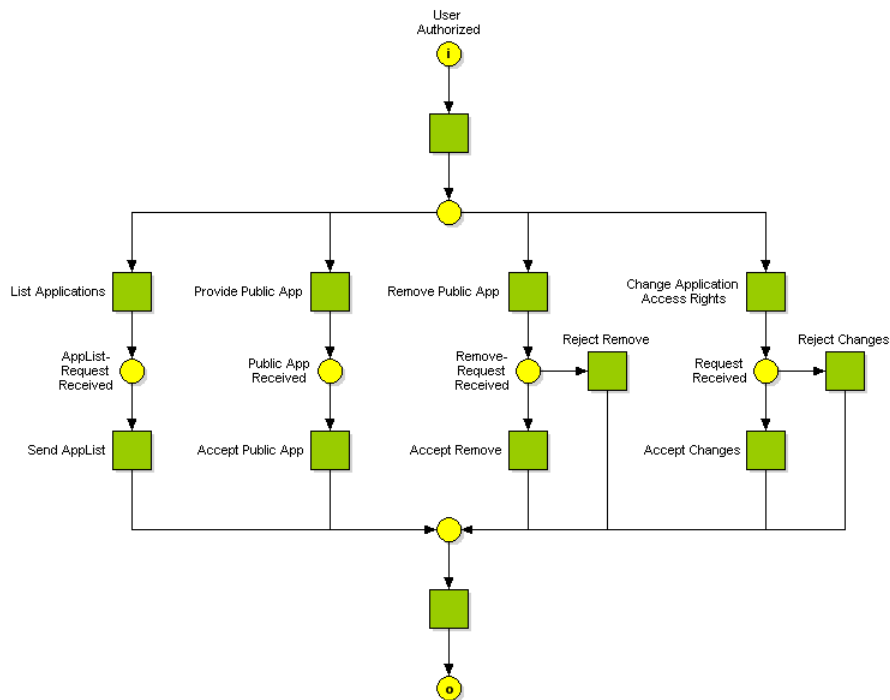 User
Authorized
i
List Applications
Provide Public App
Remove Public App
Change Application
Access Rights
AppList-
Request
Received
Public App
Received
Remove-
Request
Received
Reject Remove
Request
Received
Reject Changes
Send AppList
Accept Public App
Accept Remove
Accept Changes
o